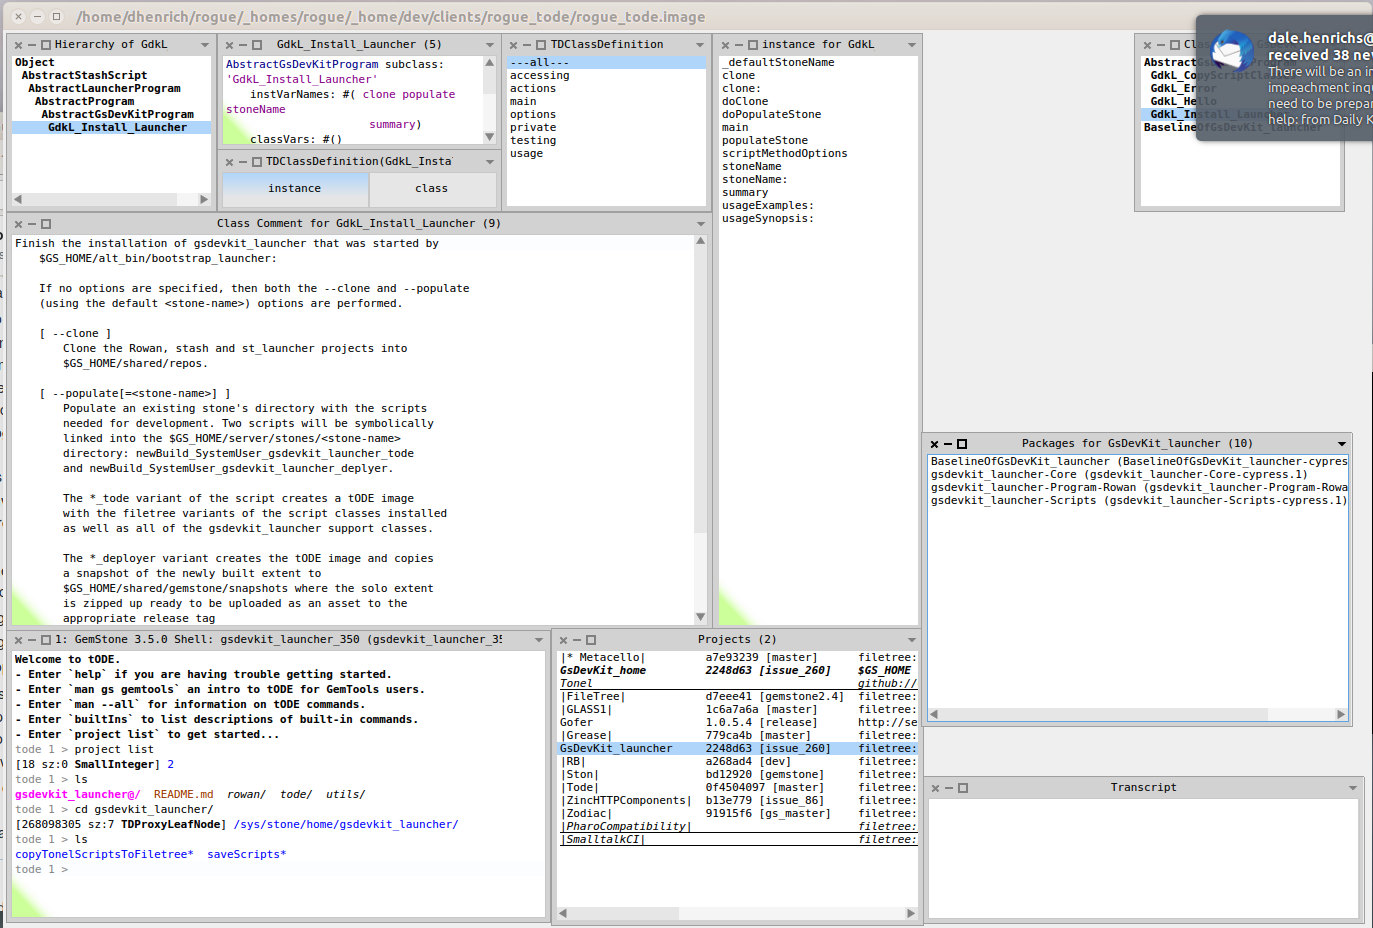 /home/dhenrich/rogue/_homes/rogue/_home/dev/clients/rogue_tode/rogue_tode.image
Hierarchy of GdkL
Object
AbstractStashScript
AbstractLauncherProgram
AbstractProgram
AbstractGsDevKitProgram
GdkL_Install_Launcher
GdkL_Install_Launcher (5)
AbstractGsDevKitProgram subclass:
'GdkL_Install_Launcher'
instVarNames: #( clone populate
stoneName
summary)
classVars: #()
TDClassDefinition(GdkL_Insta
instance
class
TDClassDefinition
---all---
accessing
actions
main
options
private
testing
usage
instance for GdkL
_defaultStoneName
clone
clone:
doClone
doPopulateStone
main
populateStone
scriptMethodOptions
stoneName
stoneName:
summary
usageExamples:
usageSynopsis:
dale.henrichs@
received 38 ne
There will be an in
impeachment inqu
need to be prepar
help: from Daily K
Class Comment for GdkL_Install_Launcher (9)
Finish the installation of gsdevkit_launcher that was started by
$GS_HOME/alt_bin/bootstrap_launcher:
If no options are specified, then both the --clone and --populate
(using the default <stone-name>) options are performed.
[ --clone ]
Clone the Rowan, stash and st_launcher projects into
$GS_HOME/shared/repos.
[ --populate[=<stone-name>] ]
Populate an existing stone's directory with the scripts
needed for development. Two scripts will be symbolically
linked into the $GS_HOME/server/stones/<stone-name>
directory: newBuild_SystemUser_gsdevkit_launcher_tode
and newBuild_SystemUser_gsdevkit_launcher_deplyer.
The *_tode variant of the script creates a tODE image
with the filetree variants of the script classes installed
as well as all of the gsdevkit_launcher support classes.
The *_deployer variant creates the tODE image and copies
a snapshot of the newly built extent to
$GS_HOME/shared/gemstone/snapshots where the solo extent
is zipped up ready to be uploaded as an asset to the
appropriate release tag
Packages for GsDevKit_launcher (10)
BaselineOfGsDevKit_launcher (BaselineOfGsDevKit_launcher-cypres
gsdevkit_launcher-Core (gsdevkit_launcher-Core-cypress.1)
gsdevkit_launcher-Program-Rowan (gsdevkit_launcher-Program-Rowa
gsdevkit_launcher-Scripts (gsdevkit_launcher-Scripts-cypress.1)
1: GemStone 3.5.0 Shell: gsdevkit_launcher_350 (gsdevkit_launcher_35
Welcome to tODE.
- Enter `help` if you are having trouble getting started.
- Enter `man gs gemtools` an intro to tODE for GemTools users.
- Enter `man --all` for information on tODE commands.
- Enter `builtIns` to list descriptions of built-in commands.
- Enter `project list` to get started...
tode 1 > project list
[18 sz:0 SmallInteger] 2
tode 1 > ls
gsdevkit_launcher@/ README.md rowan/ tode/ utils/
tode 1 > cd gsdevkit_launcher/
[268098305 sz:7 TDProxyLeafNode] /sys/stone/home/gsdevkit_launcher/
tode 1 > ls
copyTonelScriptsToFiletree* saveScripts*
tode 1 >
Projects (2)
|* Metacello| a7e93239 [master] filetree:
GsDevKit_home 2248d63 [issue_260] $GS_HOME
Tonel github://
|FileTree| d7eee41 [gemstone2.4] filetree:
|GLASS1| 1c6a7a6a [master] filetree:
Gofer 1.0.5.4 [release] http://se
|Grease| 779ca4b [master] filetree:
GsDevKit_launcher 2248d63 [issue_260] filetree:
|RB| a268ad4 [dev] filetree:
|Ston| bd12920 [gemstone] filetree:
|Tode| 0f4504097 [master] filetree:
|ZincHTTPComponents| b13e779 [issue_86] filetree:
|Zodiac| 91915f6 [gs_master] filetree:
|PharoCompatibility| filetree:
|SmalltalkCI| filetree:
Transcript